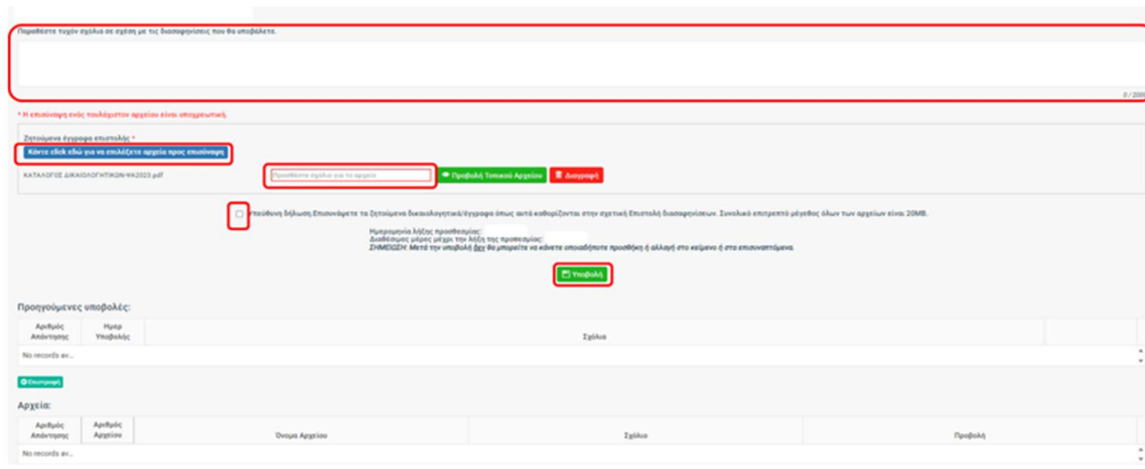 Παραθέστε τυχόν σχόλια σε σχέση με τις διασαφηνίσεις που θα υποβάλετε.
0 / 2000
* Η επισύναψη ενός τουλάχιστον αρχείου είναι υποχρεωτική.
Ζητούμενα έγγραφα επιστολής *
Κάντε click εδώ για να επιλέξετε αρχεία προς επισύναψη
ΚΑΤΑΛΟΓΟΣ ΔΙΚΑΙΟΛΟΓΗΤΙΚΩΝ-ΨΑ2023.pdf Προσθέστε σχόλια για το αρχείο Προβολή Τοπικού Αρχείου Διαγραφή
Υπεύθυνη δήλωση.Επισυνάψετε τα ζητούμενα δικαιολογητικά/έγγραφα όπως αυτά καθορίζονται στην σχετική Επιστολή διασαφηνίσεων. Συνολικό επιτρεπτό μέγεθος όλων των αρχείων είναι 20MB.
Ημερομηνία λήξης προσθεσμίας:
Διαθέσιμες μέρες μέχρι την λήξη της προθεσμίας:
ΣΗΜΕΙΩΣΗ: Μετά την υποβολή δεν θα μπορείτε να κάνετε οποιαδήποτε προσθήκη ή αλλαγή στο κείμενο ή στα επισυναπτόμενα.
Υποβολή
Προηγούμενες υποβολές:
Αριθμός Απάντησης Ημερ Υποβολής Σχόλια
No records av...
Επιστροφή
Αρχεία:
Αριθμός Απάντησης Αριθμός Αρχείου Όνομα Αρχείου Σχόλιο Προβολή
No records av...